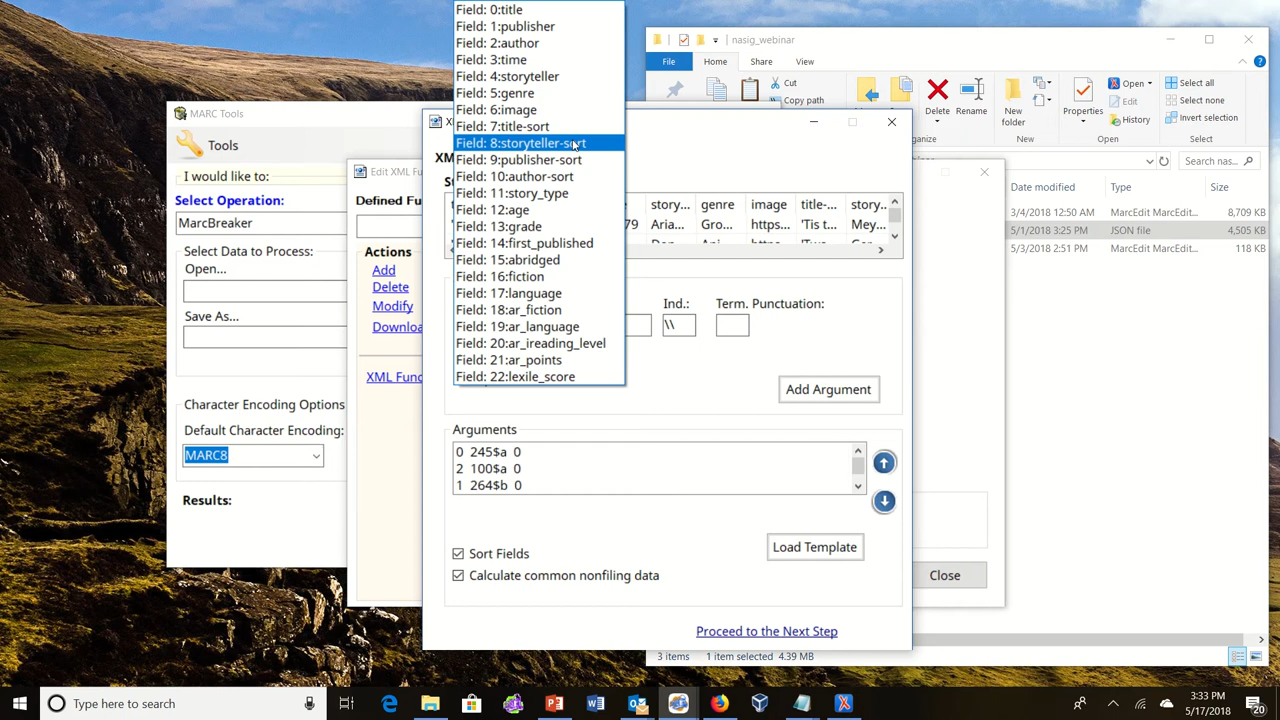 Field: 0:title
Field: 1:publisher
Field: 2:author
Field: 3:time
Field: 4:storyteller
Field: 5:genre
Field: 6:image
Field: 7:title-sort
Field: 8:storyteller-sort
Field: 9:publisher-sort
Field: 10:author-sort
Field: 11:story_type
Field: 12:age
Field: 13:grade
Field: 14:first_published
Field: 15:abridged
Field: 16:fiction
Field: 17:language
Field: 18:ar_fiction
Field: 19:ar_language
Field: 20:ar_ireading_level
Field: 21:ar_points
Field: 22:lexile_score
nasig_webinar
File Home Share View
Cut
Copy path
Delete
Rename
New folder
Properties
Open
Edit
History
Select all
Select none
Invert selection
Search nas...
Date modified Type Size
3/4/2018 12:50 AM MarcEdit MarcEdit... 8,709 KB
5/1/2018 3:25 PM JSON file 4,505 KB
5/3/2018 2:51 PM MarcEdit MarcEdit... 118 KB
MARC Tools
Tools
I would like to:
Select Operation:
MarcBreaker
Select Data to Process:
Open...
Save As...
Character Encoding Options
Default Character Encoding:
MARC8
Results:
Edit XML Fu
Defined Fu
Actions
Add
Delete
Modify
Downloa
XML Func
Close
X
XM
St
story... genre image title-... story...
79 Aria... Gro... https... 'Tis t... Mey...
Ind.: Term. Punctuation:
\\
Add Argument
Arguments
0 245$a 0
2 100$a 0
1 264$b 0
Load Template
Sort Fields
Calculate common nonfiling data
Proceed to the Next Step
3 items 1 item selected 4.39 MB
Type here to search
3:33 PM
5/17/2018
20